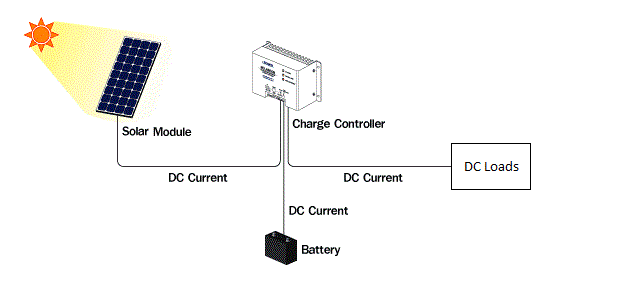 Solar Module
Charge Controller
DC Current
DC Current
DC Loads
DC Current
Battery